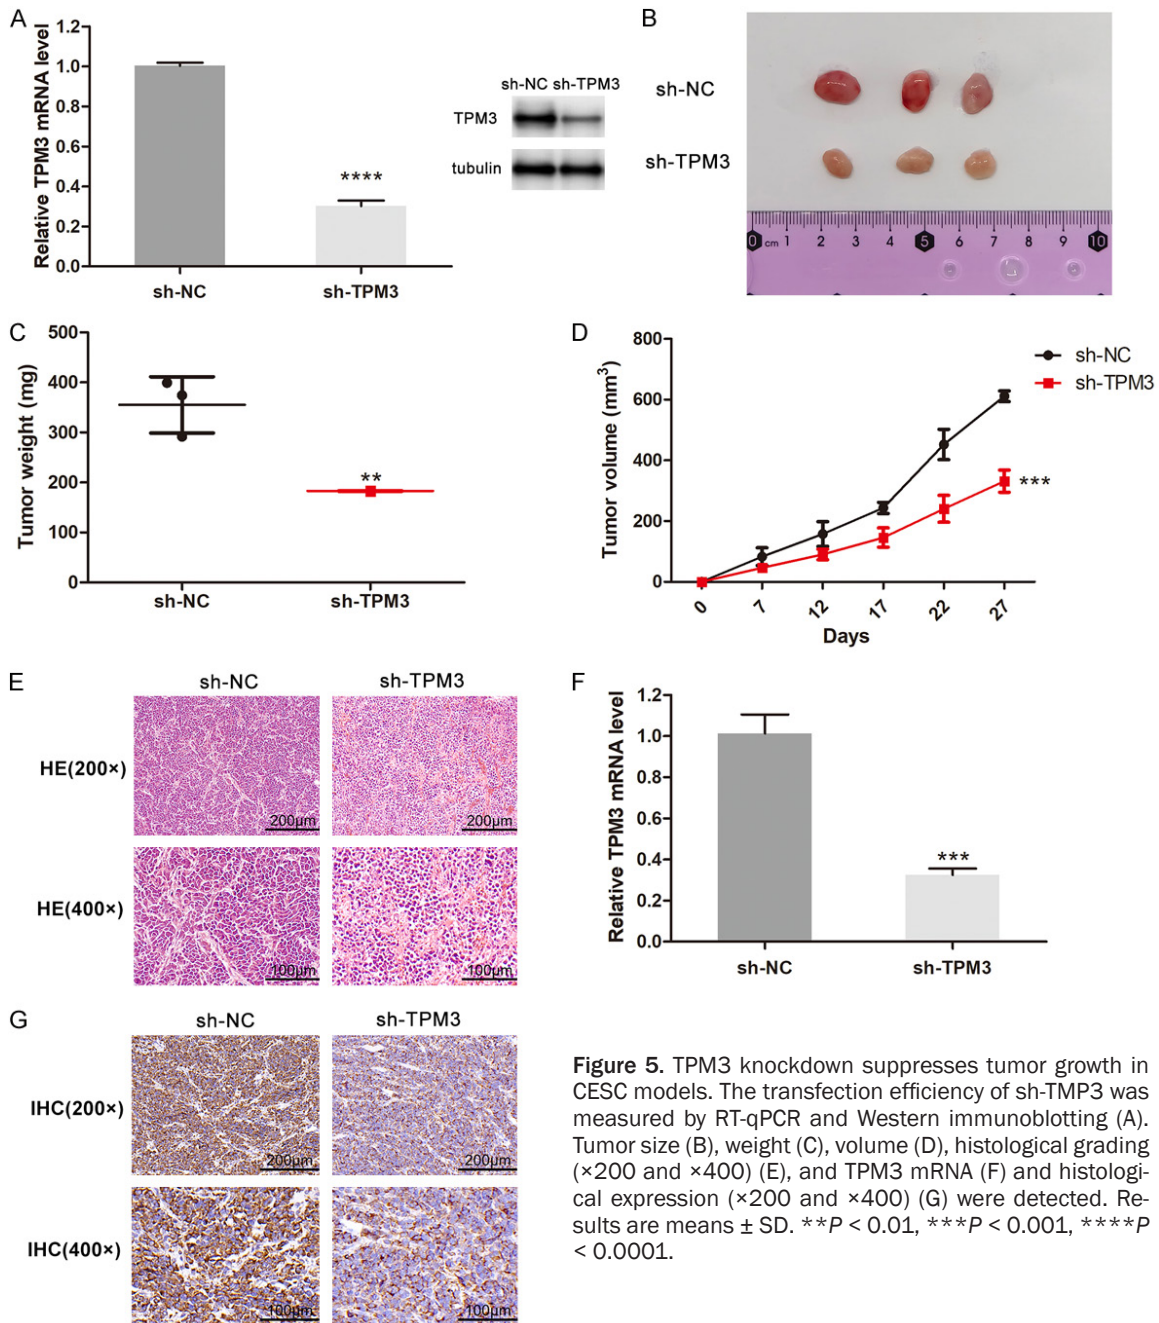 A
Relative TPM3 mRNA level
1.2
1.0
0.8
0.6
0.4
0.2
0.0
****
sh-NC
sh-TPM3
sh-NC sh-TPM3
TPM3
tubulin
B
sh-NC
sh-TPM3
0 cm 1 2 3 4 5 6 7 8 9 10
C
Tumor weight (mg)
500
400
300
200
100
0
**
sh-NC
sh-TPM3
D
Tumor volume (mm³)
800
600
400
200
0
sh-NC
sh-TPM3
***
0 7 12 17 22 27
Days
E
sh-NC sh-TPM3
HE(200×)
200μm 200μm
HE(400×)
100μm 100μm
F
Relative TPM3 mRNA level
1.2
1.0
0.8
0.6
0.4
0.2
0.0
***
sh-NC
sh-TPM3
G
sh-NC sh-TPM3
IHC(200×)
200μm 200μm
IHC(400×)
100μm 100μm
Figure 5. TPM3 knockdown suppresses tumor growth in
CESC models. The transfection efficiency of sh-TMP3 was
measured by RT-qPCR and Western immunoblotting (A).
Tumor size (B), weight (C), volume (D), histological grading
(×200 and ×400) (E), and TPM3 mRNA (F) and histologi-
cal expression (×200 and ×400) (G) were detected. Re-
sults are means ± SD. **P < 0.01, ***P < 0.001, ****P
< 0.0001.